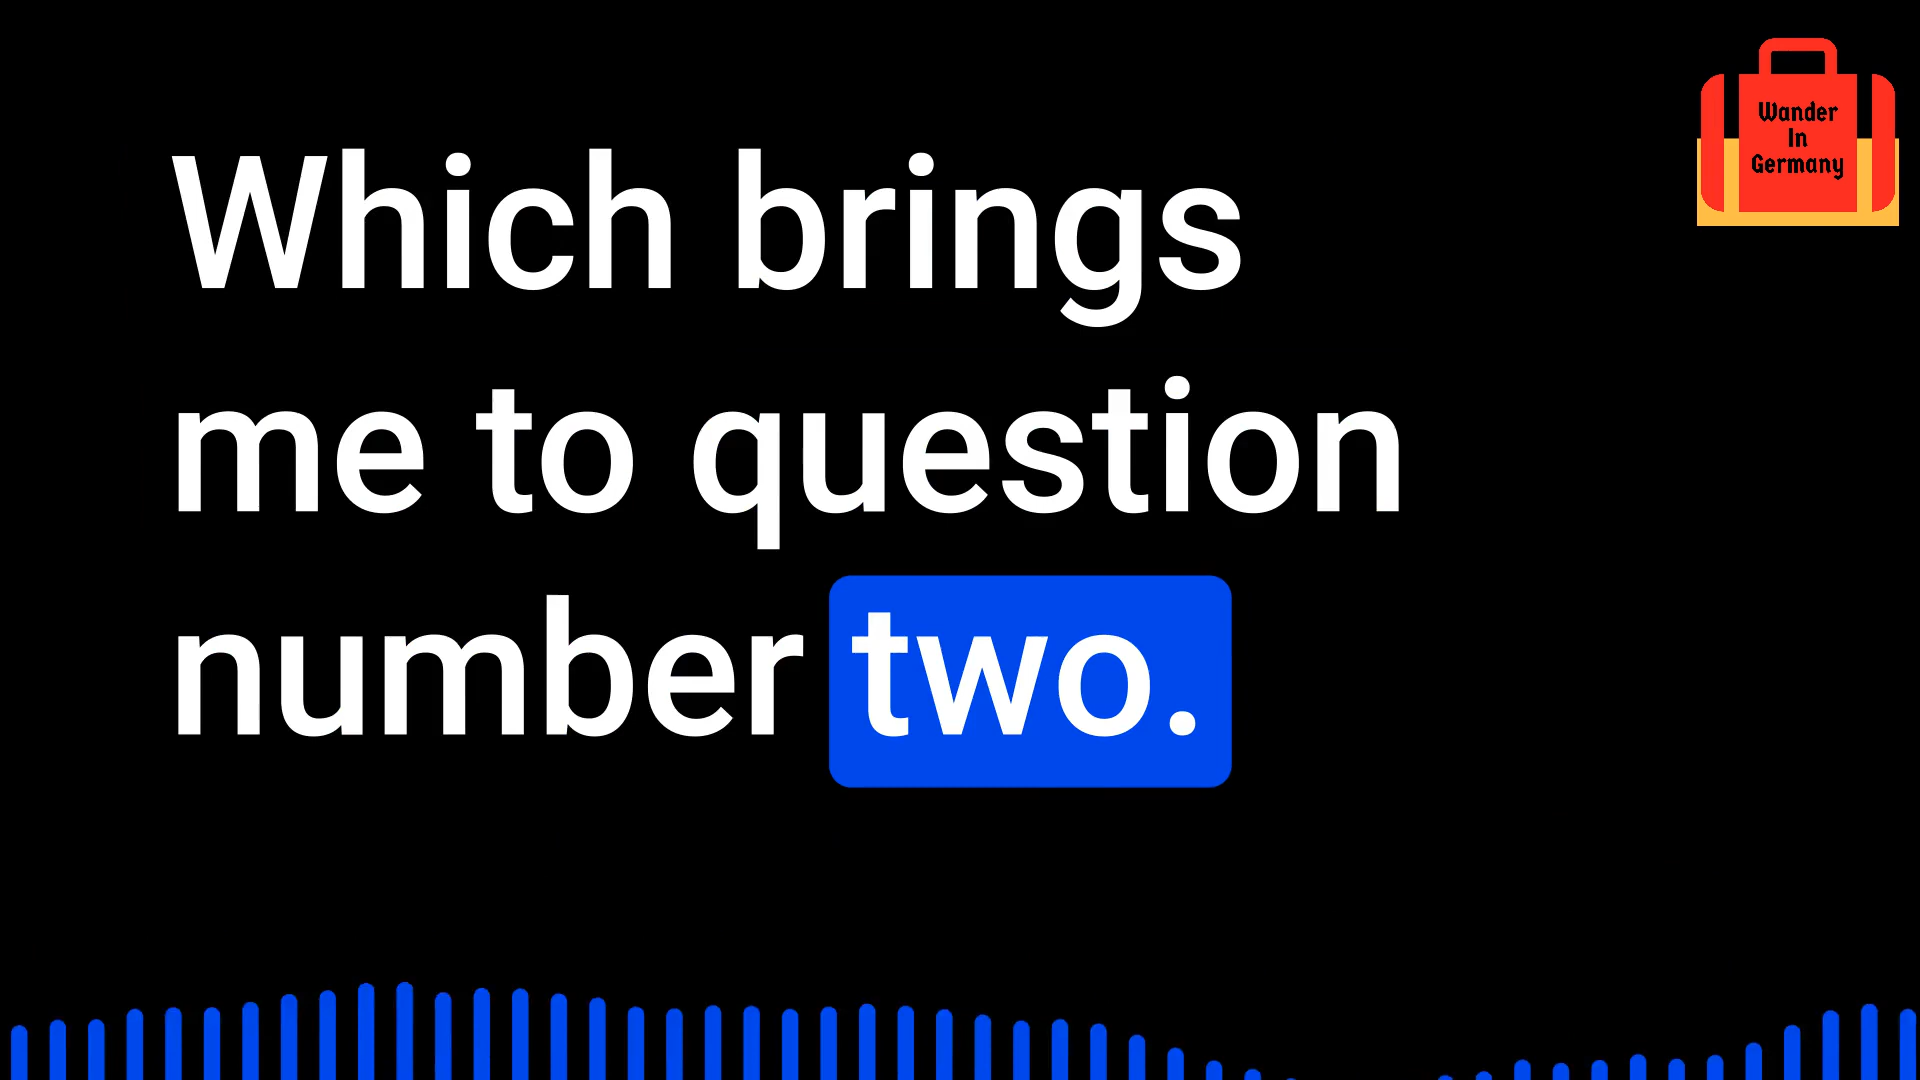 Which brings
me to question
number two.
Wander
In
Germany